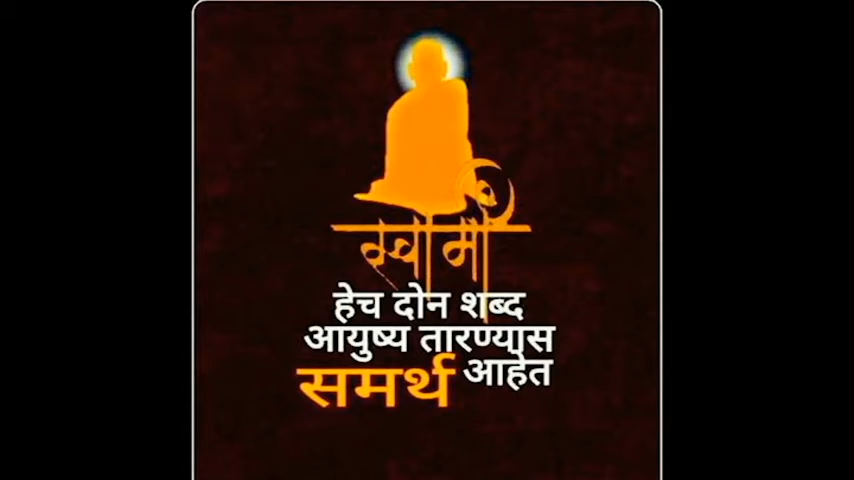 स्वामी
हेच दोन शब्द
आयुष्य तारण्यास
समर्थ आहेत